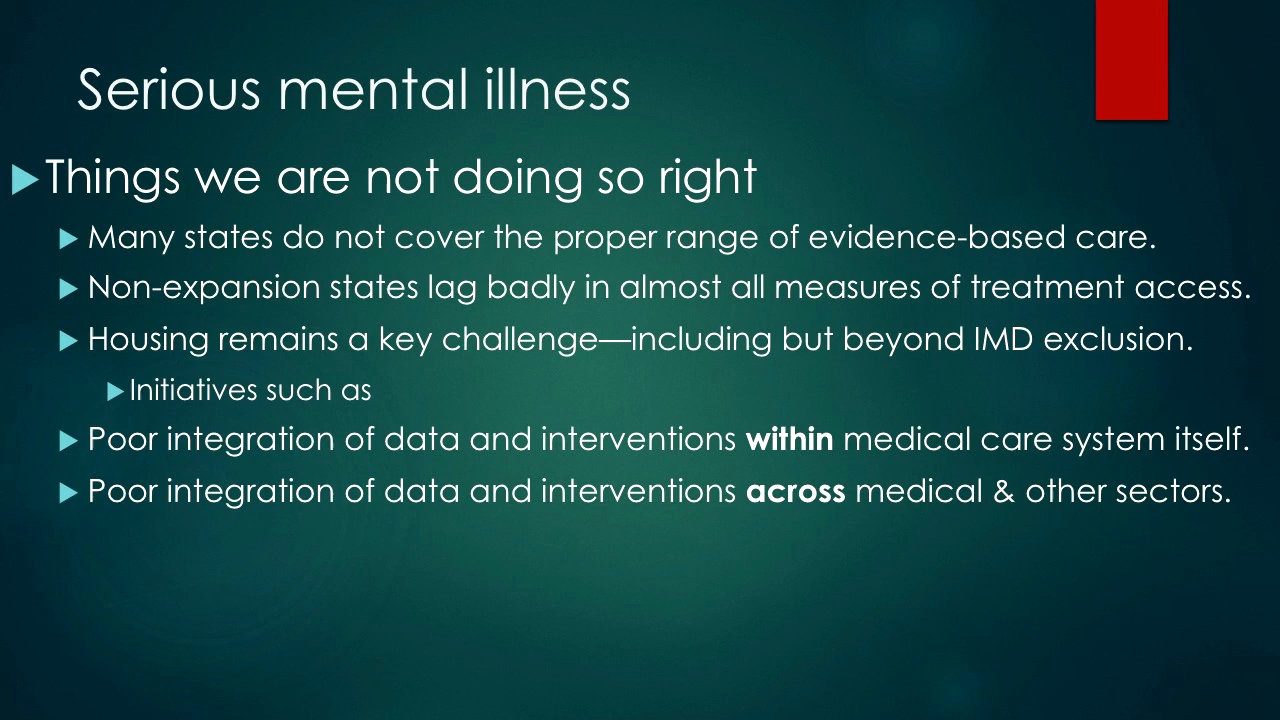 Serious mental illness
Things we are not doing so right
Many states do not cover the proper range of evidence-based care.
Non-expansion states lag badly in almost all measures of treatment access.
Housing remains a key challenge—including but beyond IMD exclusion.
Initiatives such as
Poor integration of data and interventions within medical care system itself.
Poor integration of data and interventions across medical & other sectors.